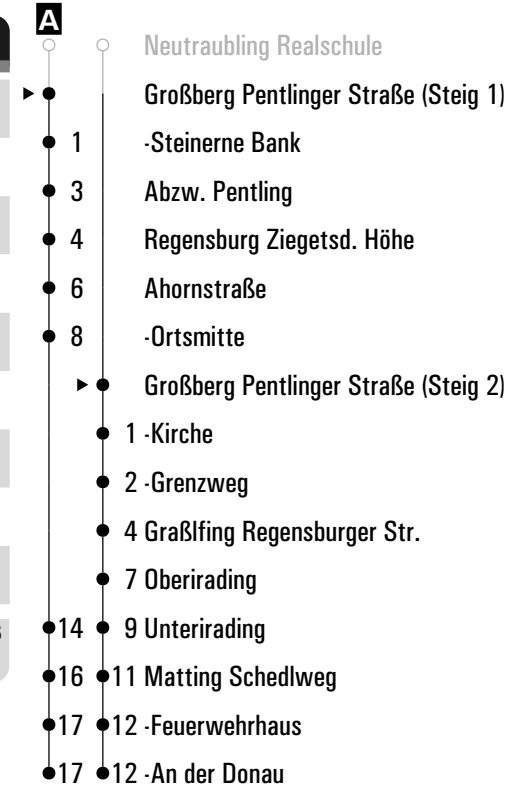 A
Neutraubling Realschule
Großberg Pentlinger Straße (Steig 1)
1 -Steinerne Bank
3 Abzw. Pentling
4 Regensburg Ziegetsd. Höhe
6 Ahornstraße
8 -Ortsmitte
Großberg Pentlinger Straße (Steig 2)
1 -Kirche
2 -Grenzweg
4 Graßlfing Regensburger Str.
7 Oberirading
14 9 Unterirading
16 11 Matting Schedlweg
17 12 -Feuerwehrhaus
17 12 -An der Donau